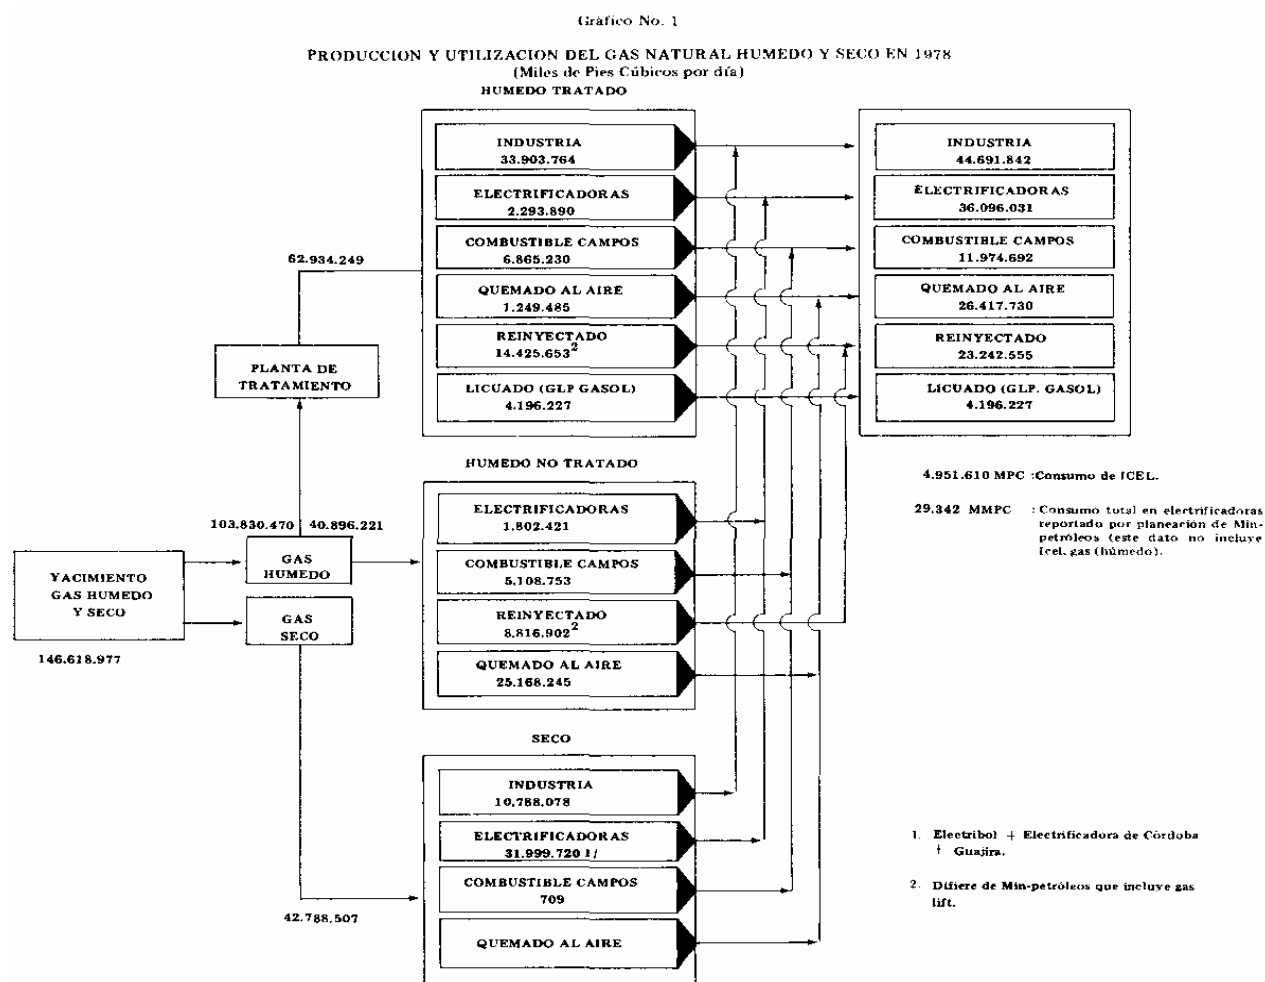 Gráfico No. 1
PRODUCCION Y UTILIZACION DEL GAS NATURAL HUMEDO Y SECO EN 1978
(Miles de Pies Cúbicos por día)
HUMEDO TRATADO
INDUSTRIA
33.903.764
ELECTRIFICADORAS
2.293.890
COMBUSTIBLE CAMPOS
6.865.230
QUEMADO AL AIRE
1.249.485
REINYECTADO
14.425.653²
LICUADO (GLP GASOL)
4.196.227
INDUSTRIA
44.691.842
ELECTRIFICADORAS
36.096.031
COMBUSTIBLE CAMPOS
11.974.692
QUEMADO AL AIRE
26.417.730
REINYECTADO
23.242.555
LICUADO (GLP. GASOL)
4.196.227
62.934.249
PLANTA DE
TRATAMIENTO
103.830.470
40.896.221
GAS
HUMEDO
YACIMIENTO
GAS HUMEDO
Y SECO
146.618.977
GAS
SECO
42.788.507
HUMEDO NO TRATADO
ELECTRIFICADORAS
1.802.421
COMBUSTIBLE CAMPOS
5,108.753
REINYECTADO
8.816.902²
QUEMADO AL AIRE
25.168.245
SECO
INDUSTRIA
10,788.078
ELECTRIFICADORAS
31.999.720 1/
COMBUSTIBLE CAMPOS
709
QUEMADO AL AIRE
4.951.610 MPC :Consumo de ICEL.
29.342 MMPC : Consumo total en electrificadoras
reportado por planeación de Min-
petróleos (este dato no incluye
Icel. gas (húmedo).
1. Electribol + Electrificadora de Córdoba
+ Guajira.
2. Difiere de Min-petróleos que incluye gas
lift.